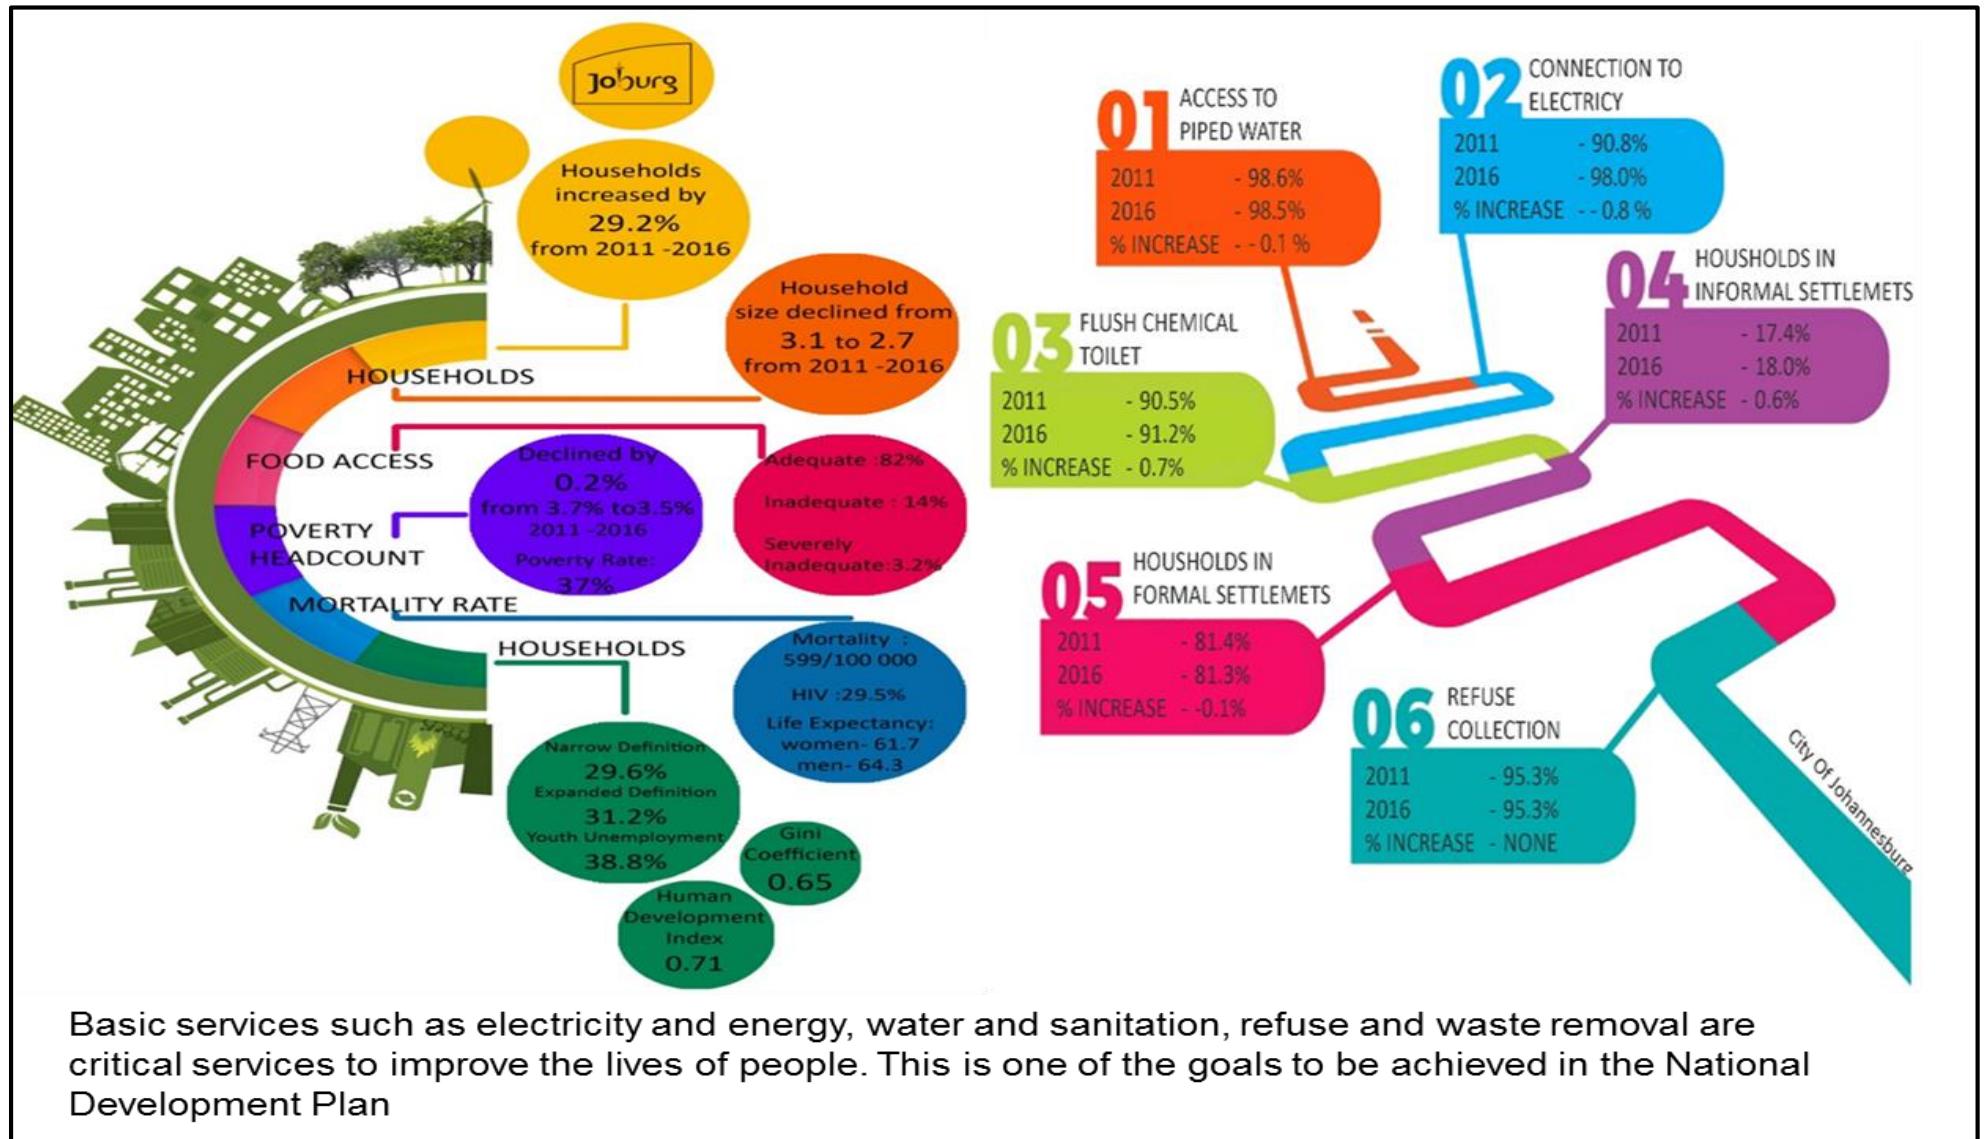 Joburg
Households
increased by
29.2%
from 2011 -2016
Household
size declined from
3.1 to 2.7
from 2011 -2016
HOUSEHOLDS
FOOD ACCESS
Adequate :82%
Inadequate : 14%
Severely
Inadequate:3.2%
POVERTY
HEADCOUNT
Declined by
0.2%
from 3.7% to3.5%
2011 -2016
Poverty Rate:
37%
MORTALITY RATE
Mortality :
599/100 000
HIV :29.5%
Life Expectancy:
women- 61.7
men- 64.3
HOUSEHOLDS
Narrow Definition
29.6%
Expanded Definition
31.2%
Youth Unemployment
38.8%
Gini
Coefficient
0.65
Human
Development
Index
0.71
01 ACCESS TO
PIPED WATER
2011 - 98.6%
2016 - 98.5%
% INCREASE - - 0.1 %
02 CONNECTION TO
ELECTRICY
2011 - 90.8%
2016 - 98.0%
% INCREASE - - 0.8 %
03 FLUSH CHEMICAL
TOILET
2011 - 90.5%
2016 - 91.2%
% INCREASE - 0.7%
04 HOUSHOLDS IN
INFORMAL SETTLEMETS
2011 - 17.4%
2016 - 18.0%
% INCREASE - 0.6%
05 HOUSHOLDS IN
FORMAL SETTLEMETS
2011 - 81.4%
2016 - 81.3%
% INCREASE - -0.1%
06 REFUSE
COLLECTION
2011 - 95.3%
2016 - 95.3%
% INCREASE - NONE
City Of Johannesburg
Basic services such as electricity and energy, water and sanitation, refuse and waste removal are
critical services to improve the lives of people. This is one of the goals to be achieved in the National
Development Plan